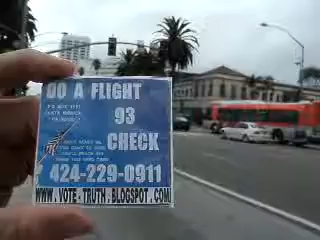 DO A FLIGHT
93
CHECK
424-229-0911
WWW.VOTE-TRUTH.BLOGSPOT.COM